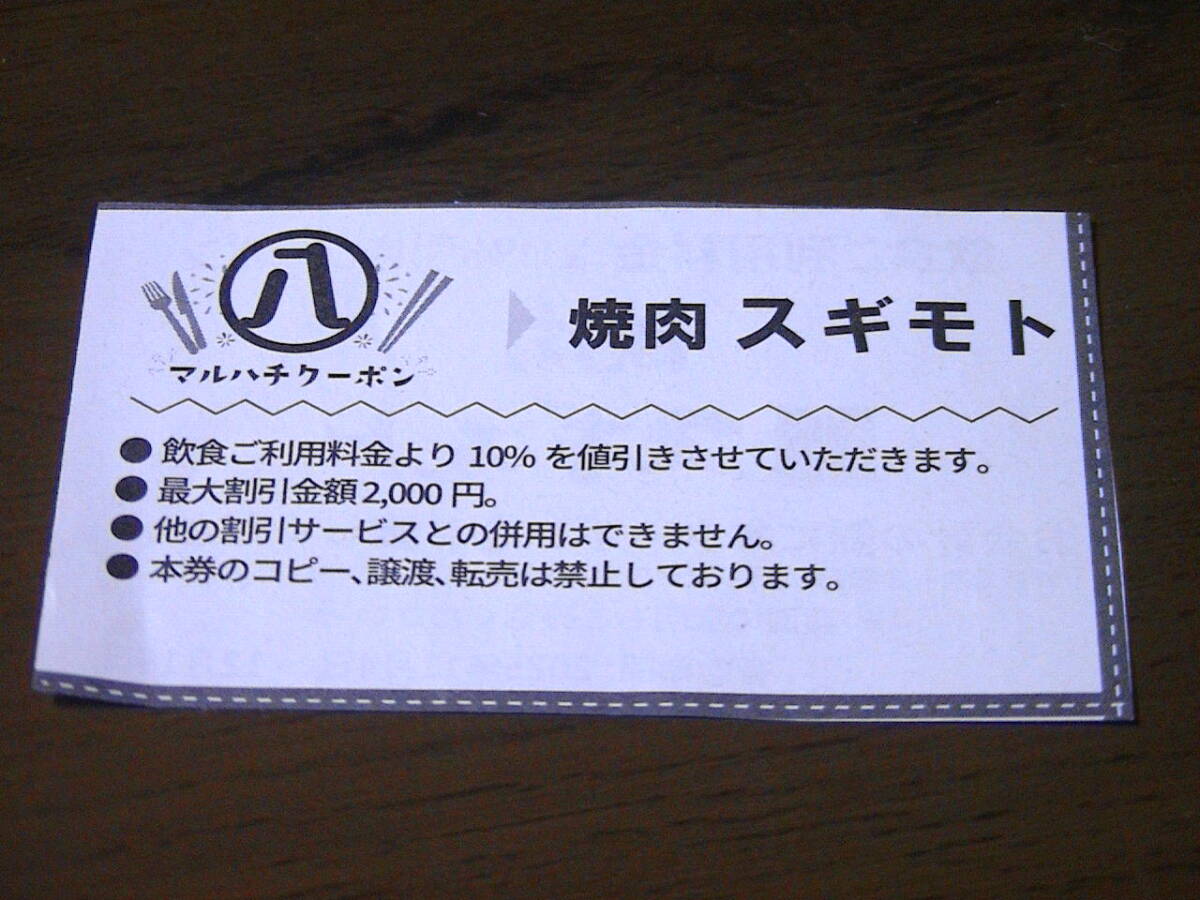 八
マルハチクーポン
焼肉 スギモト
●飲食ご利用料金より 10% を値引きさせていただきます。
●最大割引金額2,000 円。
●他の割引サービスとの併用はできません。
●本券のコピー、譲渡、転売は禁止しております。